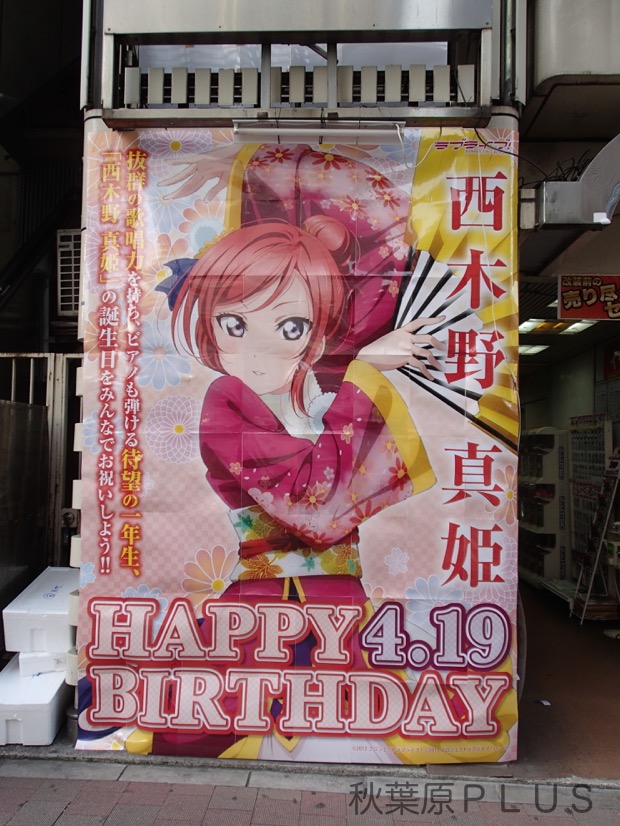 ラブライブ!
西木野 真姫
抜群の歌唱力を持ち、ピアノも弾ける待望の一年生、
「西木野 真姫」の誕生日をみんなでお祝いしよう!!
HAPPY 4.19
BIRTHDAY
売り尽
秋葉原PLUS